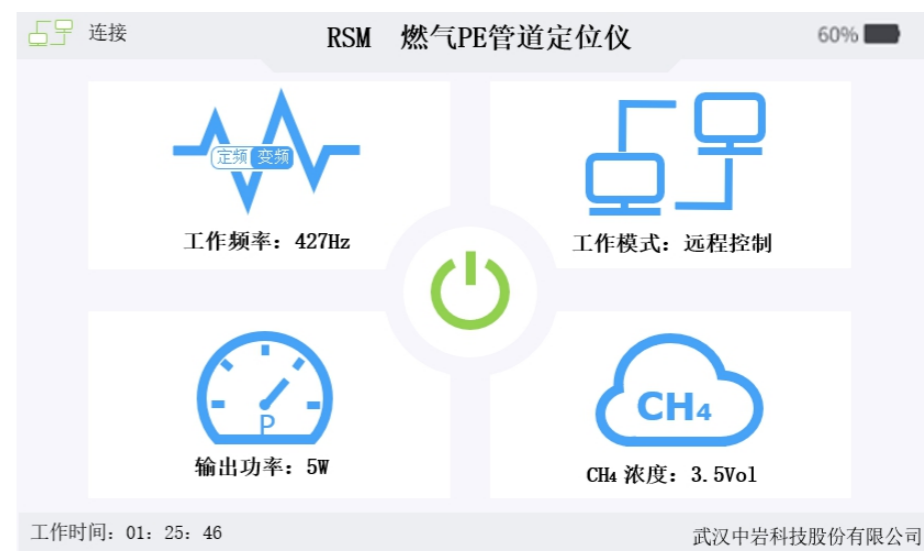 连接
RSM 燃气PE管道定位仪
60%
定频 变频
工作频率：427Hz
工作模式：远程控制
P
输出功率：5W
CH₄
CH₄ 浓度：3.5Vol
工作时间：01：25：46
武汉中岩科技股份有限公司